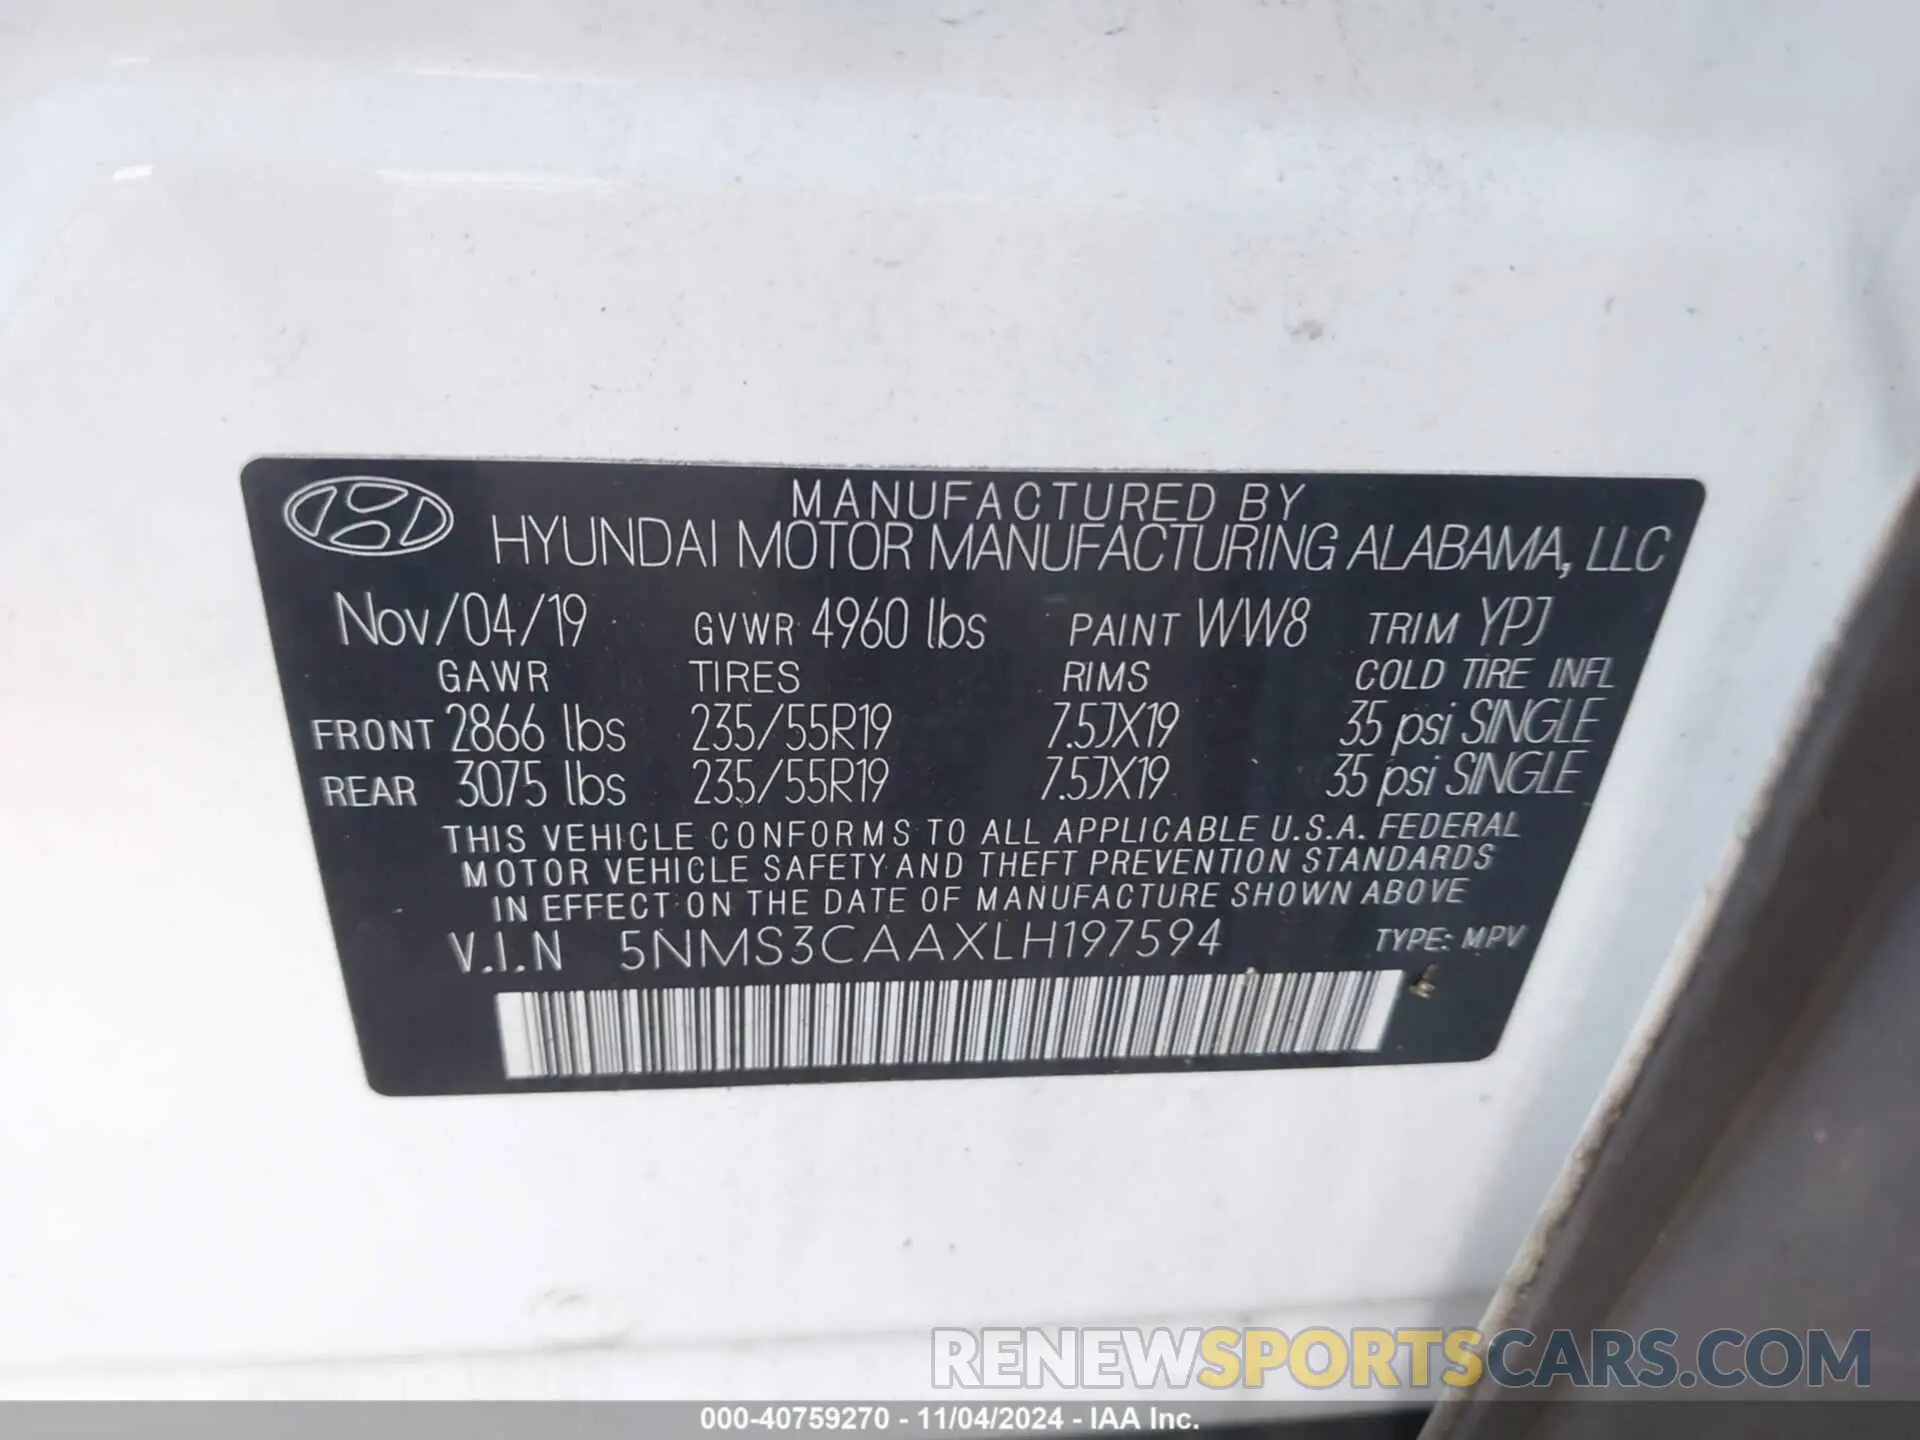 MANUFACTURED BY
HYUNDAI MOTOR MANUFACTURING ALABAMA, LLC
Nov/04/19 GVWR 4960 lbs PAINT WW8 TRIM YPJ
GAWR TIRES RIMS COLD TIRE INFL
FRONT 2866 lbs 235/55R19 7.5JX19 35 psi SINGLE
REAR 3075 lbs 235/55R19 7.5JX19 35 psi SINGLE
THIS VEHICLE CONFORMS TO ALL APPLICABLE U.S.A. FEDERAL
MOTOR VEHICLE SAFETY AND THEFT PREVENTION STANDARDS
IN EFFECT ON THE DATE OF MANUFACTURE SHOWN ABOVE
V.I.N 5NMS3CAAXLH197594 TYPE: MPV
RENEWSPORTSCARS.COM
000-40759270 - 11/04/2024 - IAA Inc.